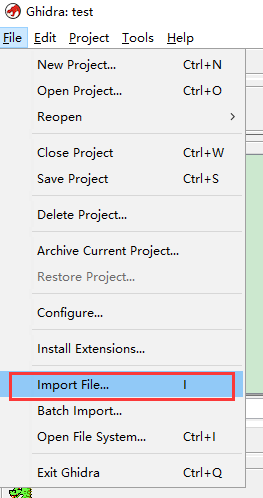 Ghidra: test
File Edit Project Tools Help
New Project... Ctrl+N
Open Project... Ctrl+O
Reopen
Close Project Ctrl+W
Save Project Ctrl+S
Delete Project...
Archive Current Project...
Restore Project...
Configure...
Install Extensions...
Import File... I
Batch Import...
Open File System... Ctrl+I
Exit Ghidra Ctrl+Q